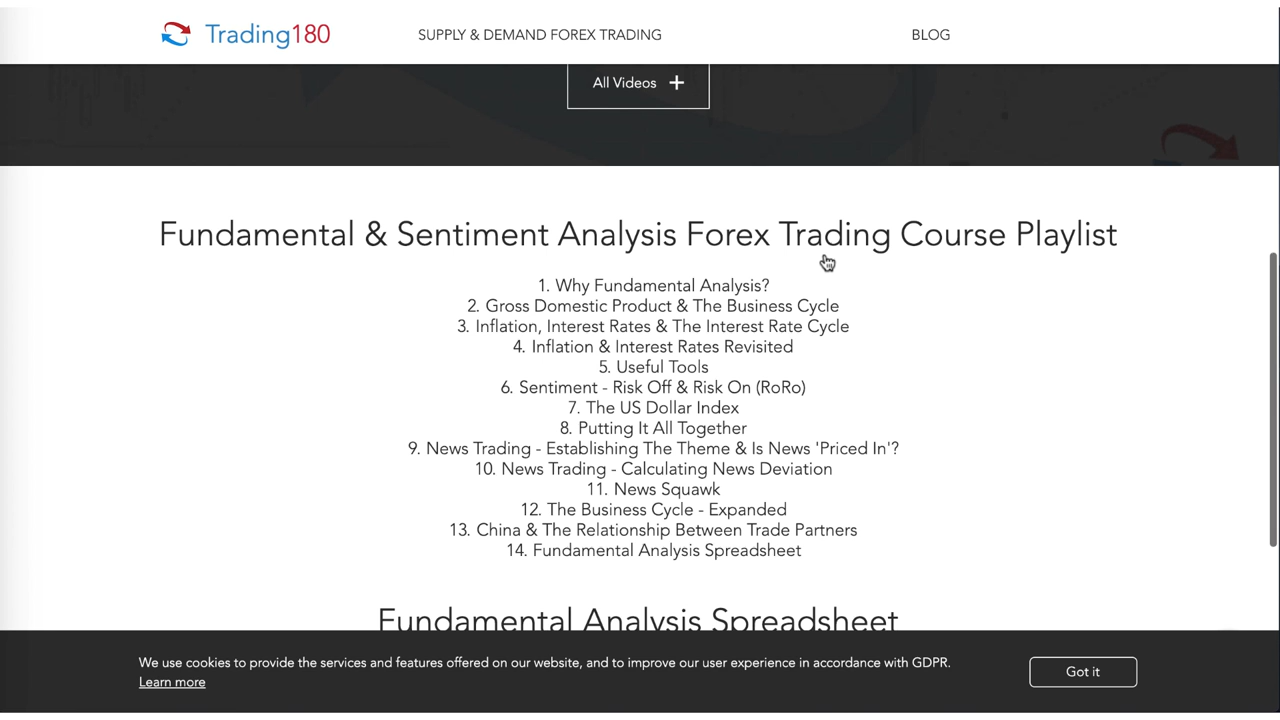 Trading180
SUPPLY & DEMAND FOREX TRADING
BLOG
All Videos +
Fundamental & Sentiment Analysis Forex Trading Course Playlist
1. Why Fundamental Analysis?
2. Gross Domestic Product & The Business Cycle
3. Inflation, Interest Rates & The Interest Rate Cycle
4. Inflation & Interest Rates Revisited
5. Useful Tools
6. Sentiment - Risk Off & Risk On (RoRo)
7. The US Dollar Index
8. Putting It All Together
9. News Trading - Establishing The Theme & Is News 'Priced In'?
10. News Trading - Calculating News Deviation
11. News Squawk
12. The Business Cycle - Expanded
13. China & The Relationship Between Trade Partners
14. Fundamental Analysis Spreadsheet
Fundamental Analysis Spreadsheet
We use cookies to provide the services and features offered on our website, and to improve our user experience in accordance with GDPR.
Learn more
Got it